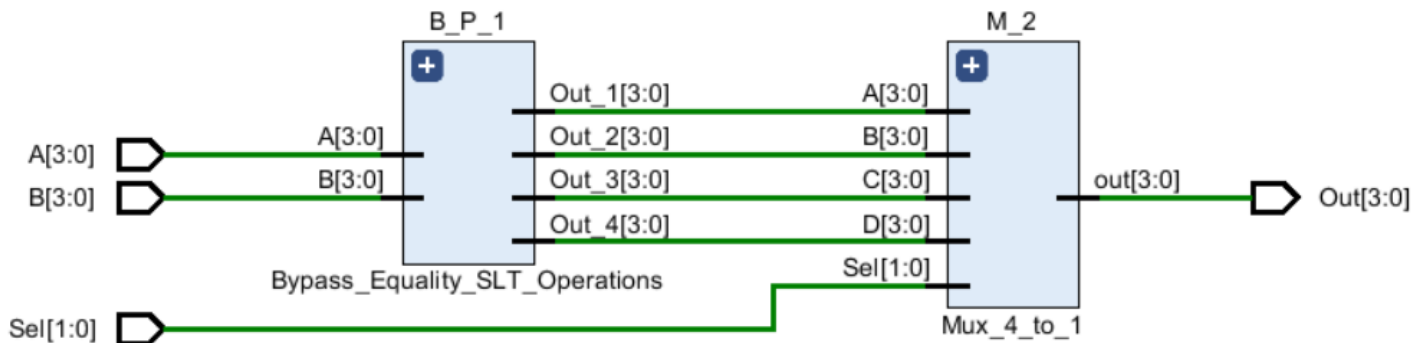 B_P_1
M_2
Out_1[3:0]
A[3:0]
A[3:0]
A[3:0]
Out_2[3:0]
B[3:0]
B[3:0]
B[3:0]
Out_3[3:0]
C[3:0]
out[3:0]
Out[3:0]
Out_4[3:0]
D[3:0]
Sel[1:0]
Bypass_Equality_SLT_Operations
Sel[1:0]
Mux_4_to_1